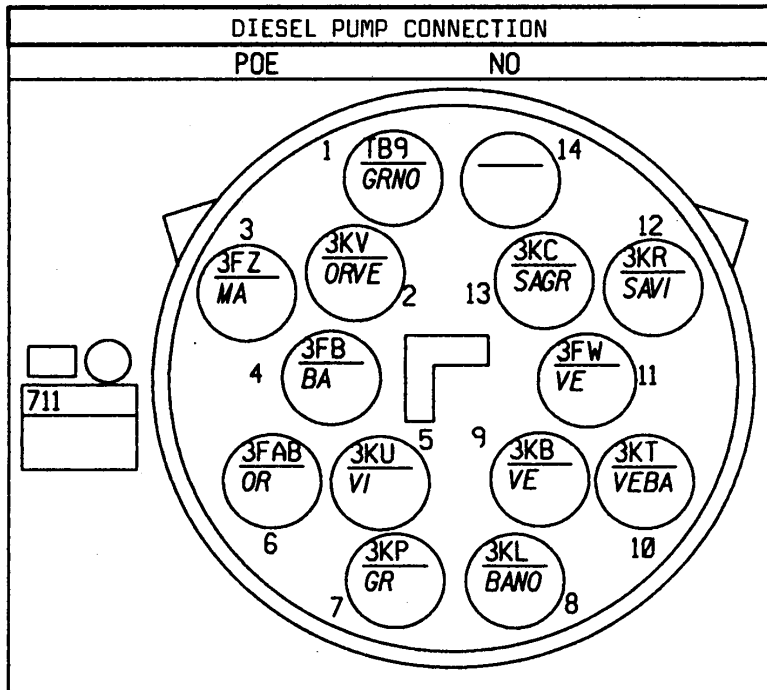 DIESEL PUMP CONNECTION
POE NO
1 TB9 14
GRNO
3 12
3FZ 3KV 3KC 3KR
MA ORVE SAGR SAVI
2 13
4 3FB 3FW 11
BA VE
711
5 9
3FAB 3KU 3KB 3KT
OR VI VE VEBA
6 10
3KP 3KL
GR BANO
7 8